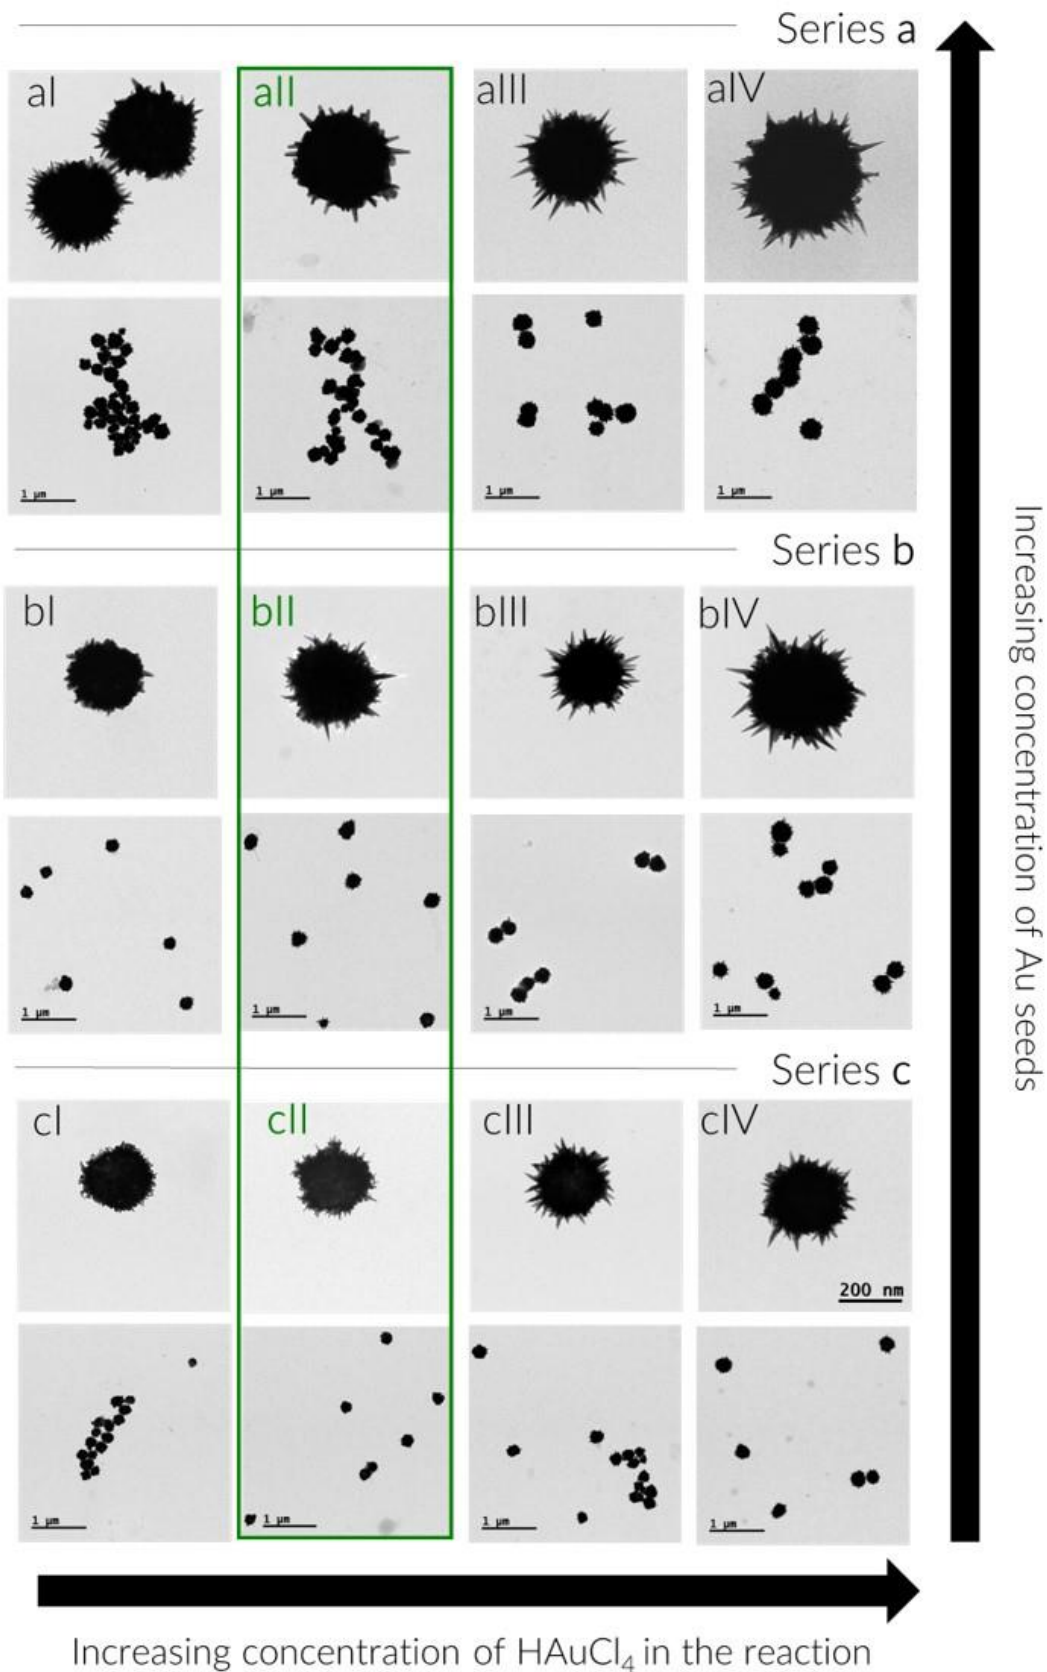 Series a
aI
aII
aIII
aIV
1 μm
1 μm
1 μm
1 μm
Series b
bI
bII
bIII
bIV
1 μm
1 μm
1 μm
1 μm
Series c
cI
cII
cIII
cIV
200 nm
1 μm
1 μm
1 μm
1 μm
Increasing concentration of Au seeds
Increasing concentration of HAuCl₄ in the reaction